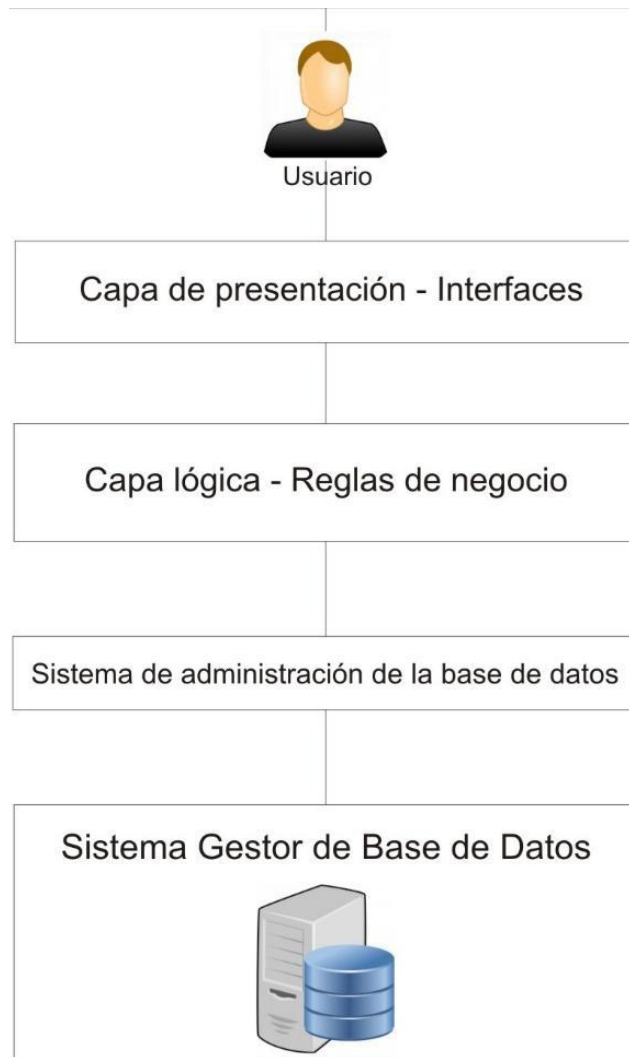 Usuario
Capa de presentación - Interfaces
Capa lógica - Reglas de negocio
Sistema de administración de la base de datos
Sistema Gestor de Base de Datos